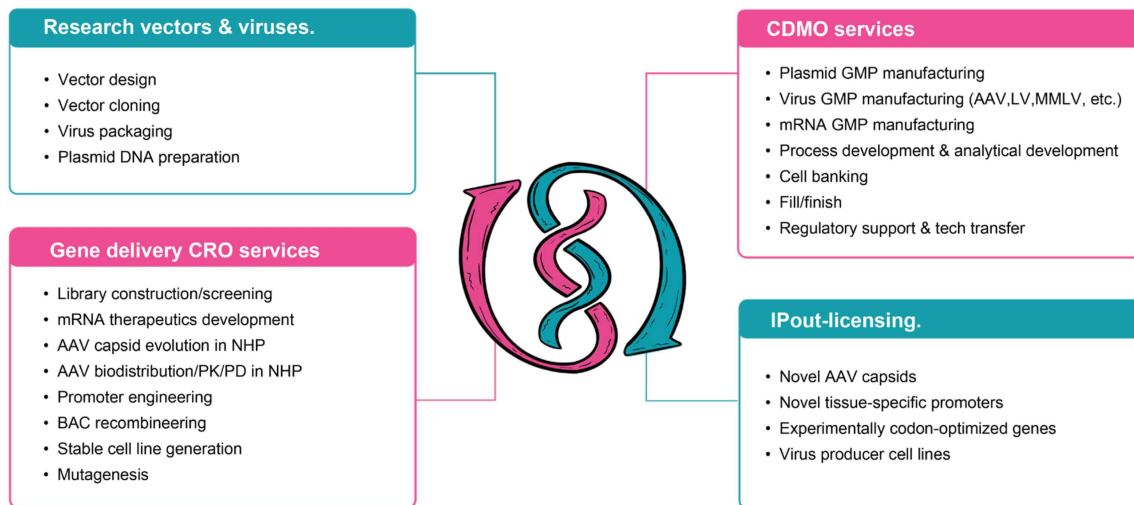 Research vectors & viruses.
• Vector design
• Vector cloning
• Virus packaging
• Plasmid DNA preparation
Gene delivery CRO services
• Library construction/screening
• mRNA therapeutics development
• AAV capsid evolution in NHP
• AAV biodistribution/PK/PD in NHP
• Promoter engineering
• BAC recombineering
• Stable cell line generation
• Mutagenesis
CDMO services
• Plasmid GMP manufacturing
• Virus GMP manufacturing (AAV,LV,MMLV, etc.)
• mRNA GMP manufacturing
• Process development & analytical development
• Cell banking
• Fill/finish
• Regulatory support & tech transfer
IPout-licensing.
• Novel AAV capsids
• Novel tissue-specific promoters
• Experimentally codon-optimized genes
• Virus producer cell lines